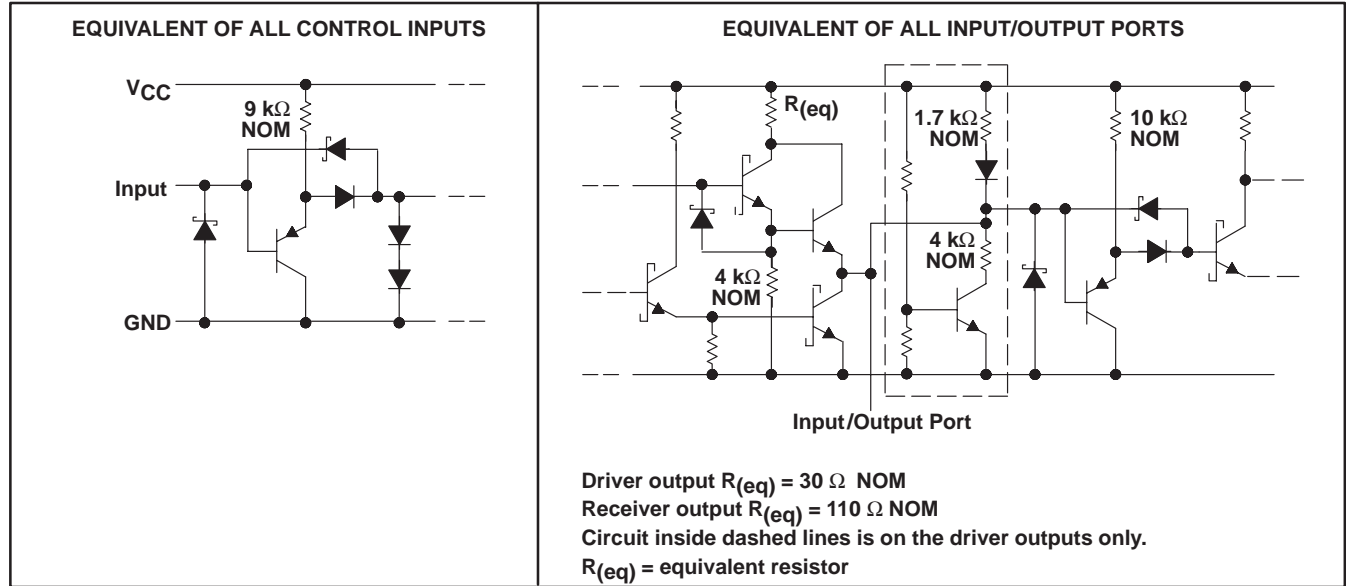 EQUIVALENT OF ALL CONTROL INPUTS
VCC
9 kΩ
NOM
Input
GND
EQUIVALENT OF ALL INPUT/OUTPUT PORTS
R(eq)
1.7 kΩ
NOM
10 kΩ
NOM
4 kΩ
NOM
4 kΩ
NOM
Input/Output Port
Driver output R(eq) = 30 Ω NOM
Receiver output R(eq) = 110 Ω NOM
Circuit inside dashed lines is on the driver outputs only.
R(eq) = equivalent resistor